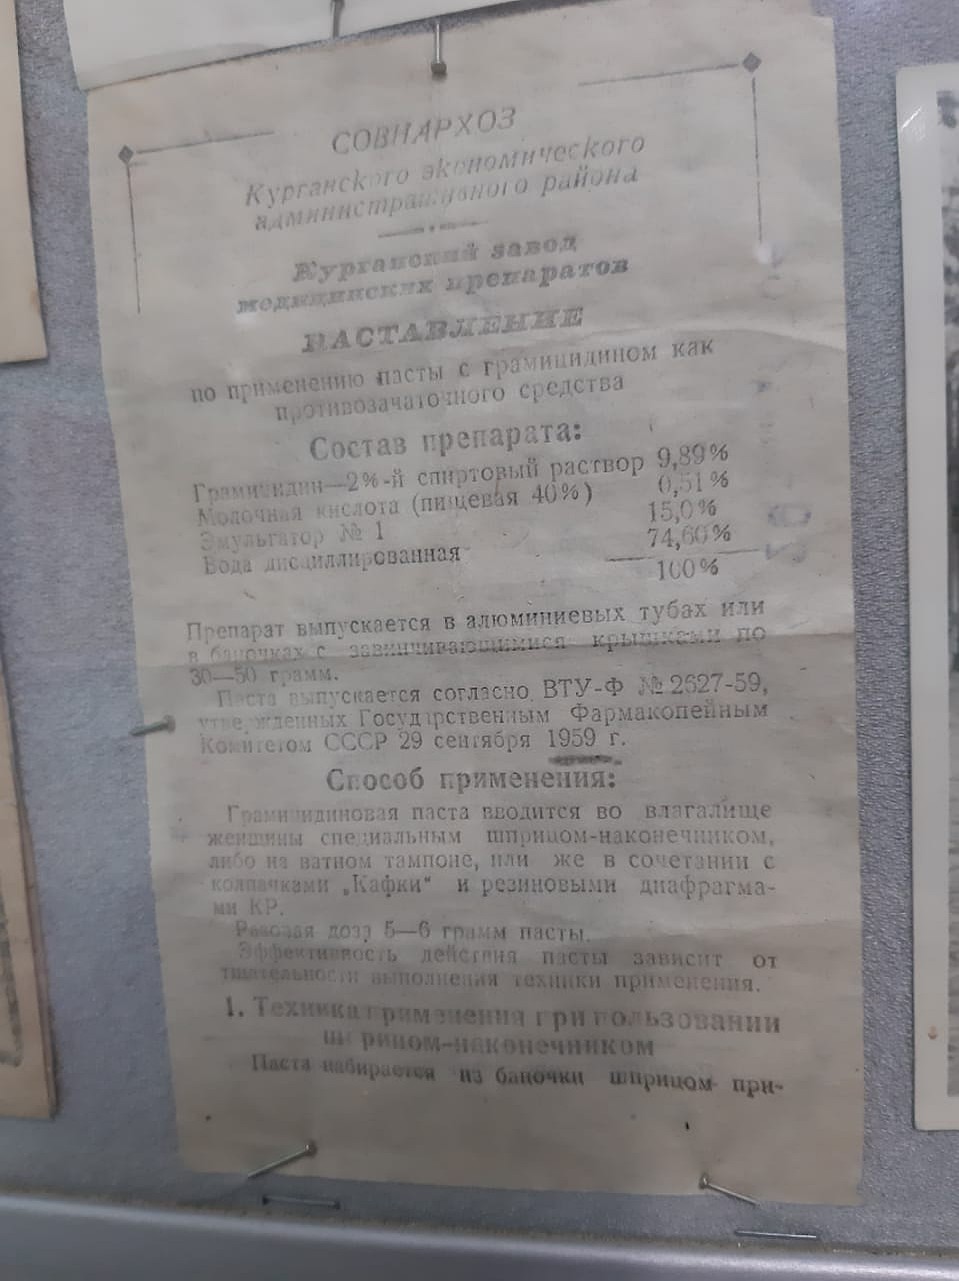 СОВНАРХОЗ
Курганского экономического
административного района
Курганский завод
медицинских препаратов
НАСТАВЛЕНИЕ
по применению пасты с грамицидином как
противозачаточного средства
Состав препарата:
Грамицидин—2%-й спиртовый раствор 9,89%
Молочная кислота (пищевая 40%) 0,51%
Эмульгатор № 1 15,0%
Вода дисциллированная 74,60%
100%
Препарат выпускается в алюминиевых тубах или
в баночках с завинчивающимися крышками по
30—50 грамм.
Паста выпускается согласно ВТУ-Ф №2627-59,
утвержденных Государственным Фармакопейным
Комитетом СССР 29 сентября 1959 г.
Способ применения:
Грамицидиновая паста вводится во влагалище
женщины специальным шприцом-наконечником,
либо на ватном тампоне, или же в сочетании с
колпачками „Кафки“ и резиновыми диафрагма-
ми КР.
Разовая доза 5—6 грамм пасты.
Эффективность действия пасты зависит от
тщательности выполнения техники применения.
1. Техника применения при пользовании
шприцом-наконечником
Паста набирается из баночки шприцом при-